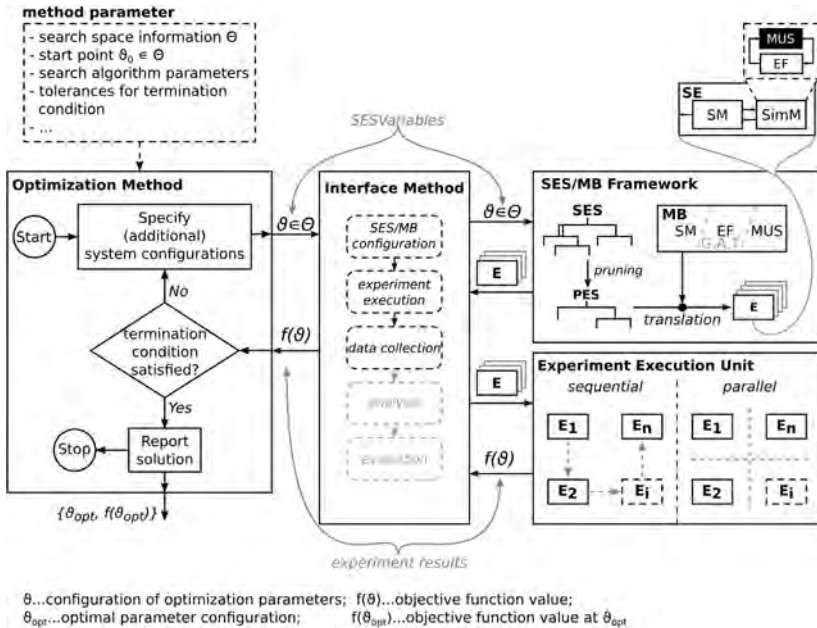 method parameter
- search space information Θ
- start point ϑ₀ ∈ Θ
- search algorithm parameters
- tolerances for termination
condition
- ...
SESVariables
MUS
EF
SE
SM
SimM
Optimization Method
Start
Specify
(additional)
system configurations
No
termination
condition
satisfied?
Yes
Report
solution
Stop
{ϑopt, f(ϑopt)}
ϑ∈Θ
f(ϑ)
Interface Method
SES/MB
configuration
experiment
execution
data collection
analysis
evaluation
ϑ∈Θ
E
E
f(ϑ)
SES/MB Framework
SES
pruning
PES
MB
SM EF MUS
G.A.T.
translation
E
Experiment Execution Unit
sequential
parallel
E₁ Eₙ
E₂ Eᵢ
E₁ Eₙ
E₂ Eᵢ
experiment results
ϑ...configuration of optimization parameters; f(ϑ)...objective function value;
ϑopt...optimal parameter configuration; f(ϑopt)...objective function value at ϑopt